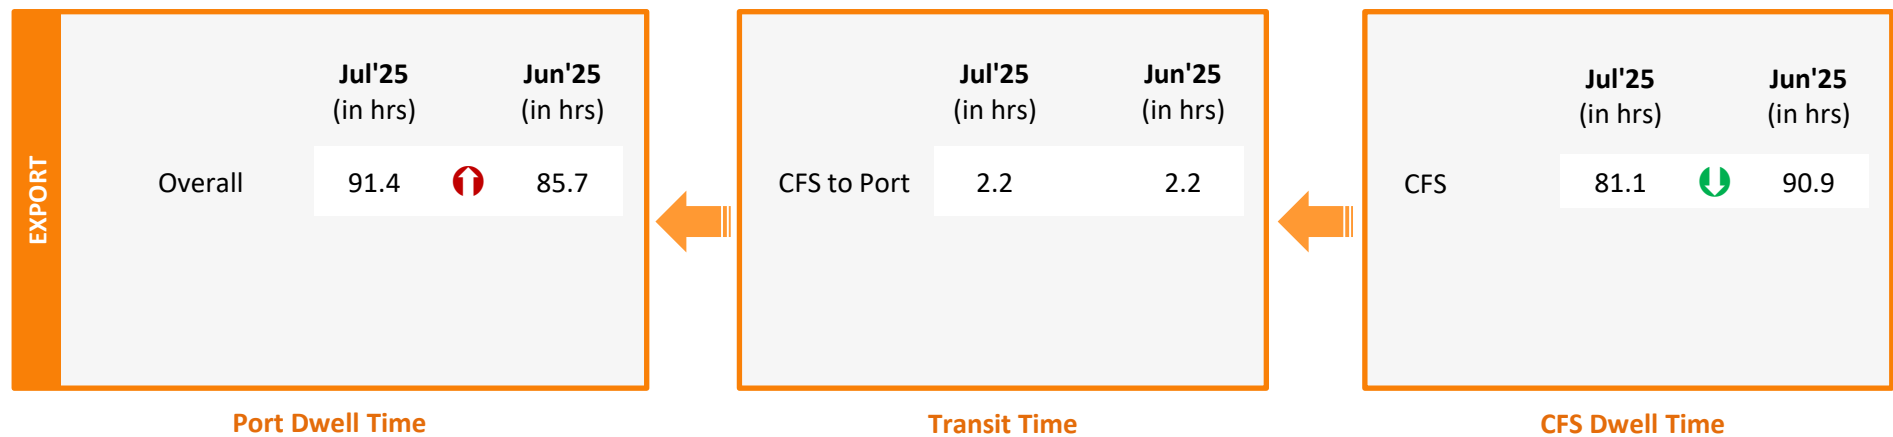 EXPORT
Jul'25 Jun'25
(in hrs) (in hrs)
Overall 91.4 85.7
Port Dwell Time
Jul'25 Jun'25
(in hrs) (in hrs)
CFS to Port 2.2 2.2
Transit Time
Jul'25 Jun'25
(in hrs) (in hrs)
CFS 81.1 90.9
CFS Dwell Time